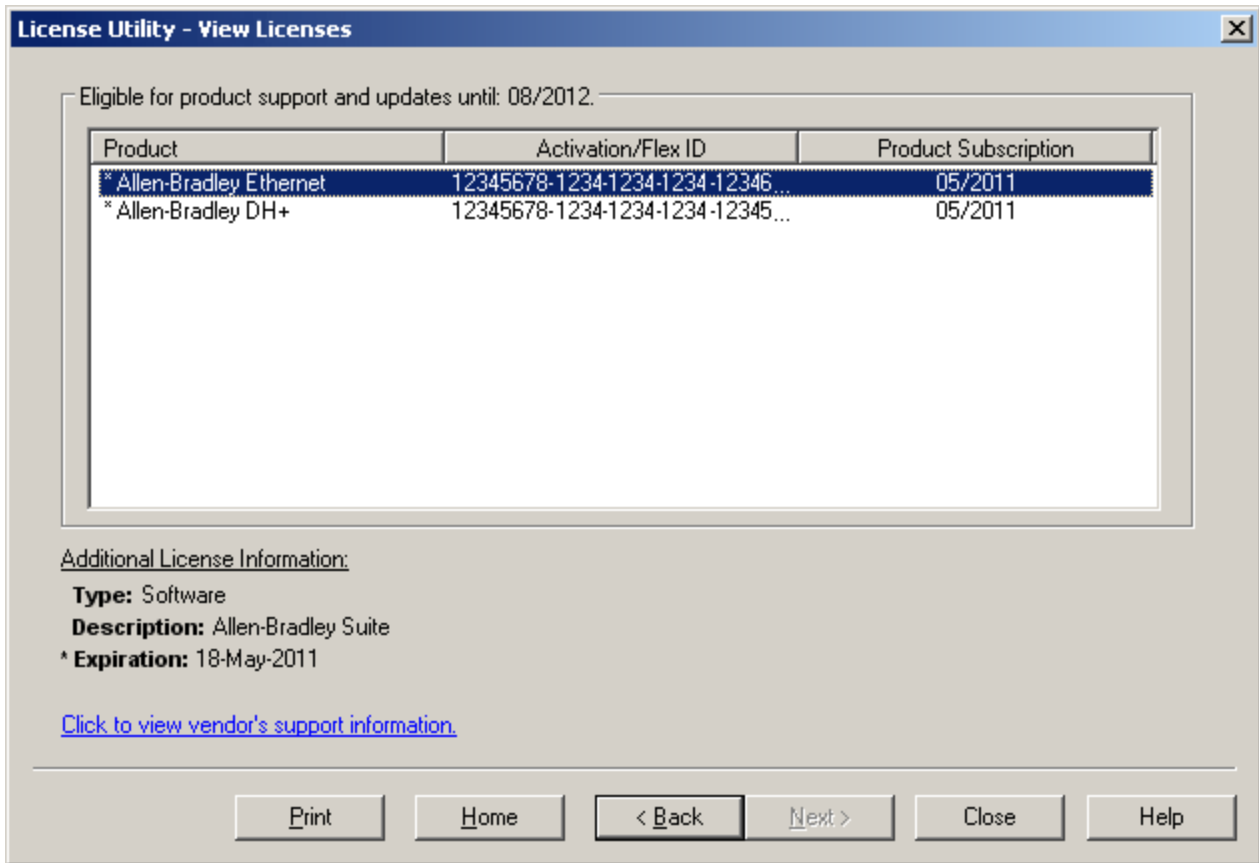 License Utility - View Licenses
Eligible for product support and updates until: 08/2012.
Product Activation/Flex ID Product Subscription
* Allen-Bradley Ethernet 12345678-1234-1234-1234-12346... 05/2011
* Allen-Bradley DH+ 12345678-1234-1234-1234-12345... 05/2011
Additional License Information:
Type: Software
Description: Allen-Bradley Suite
* Expiration: 18-May-2011
Click to view vendor's support information.
Print Home < Back Next > Close Help